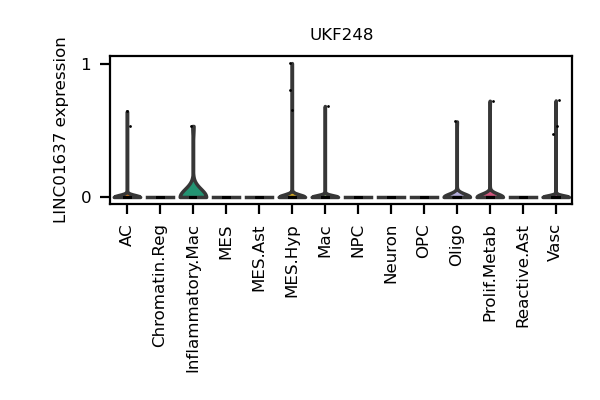 UKF248
LINC01637 expression
1
0
AC
Chromatin.Reg
Inflammatory.Mac
MES
MES.Ast
MES.Hyp
Mac
NPC
Neuron
OPC
Oligo
Prolif.Metab
Reactive.Ast
Vasc